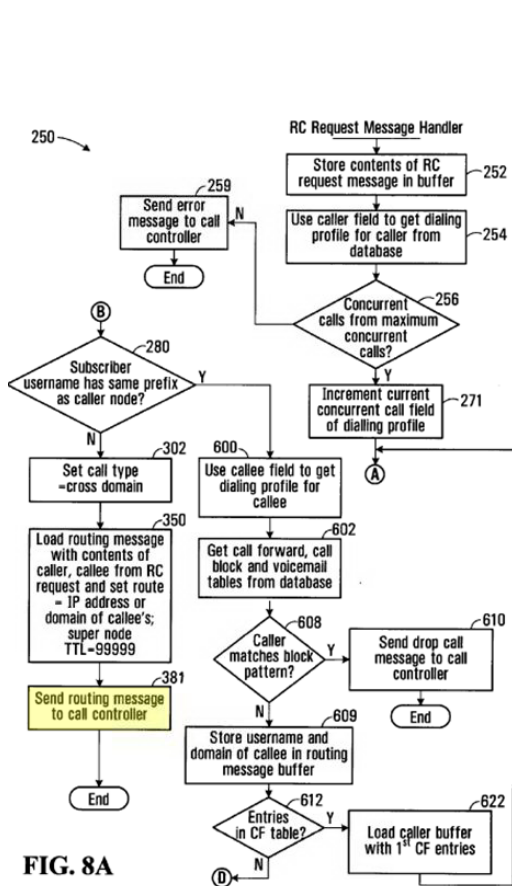 RC Request Message Handler
250
Store contents of RC
request message in buffer
252
259
Send error
message to call
controller
End
N
Use caller field to get dialing
profile for caller from
database
254
256
Concurrent
calls from maximum
concurrent
calls?
Y
Increment current
concurrent call field
of dialling profile
271
A
B
280
Subscriber
username has same prefix
as caller node?
Y
N
302
Set call type
=cross domain
350
Load routing message
with contents of
caller, callee from RC
request and set route
= IP address or
domain of callee's;
super node
TTL=99999
381
Send routing message
to call controller
End
600
Use callee field to get
dialing profile for
callee
602
Get call forward, call
block and voicemail
tables from database
608
Caller
matches block
pattern?
Y
N
610
Send drop call
message to call
controller
End
609
Store username and
domain of callee in routing
message buffer
612
Entries
in CF table?
Y
N
D
622
Load caller buffer
with 1st CF entries
FIG. 8A